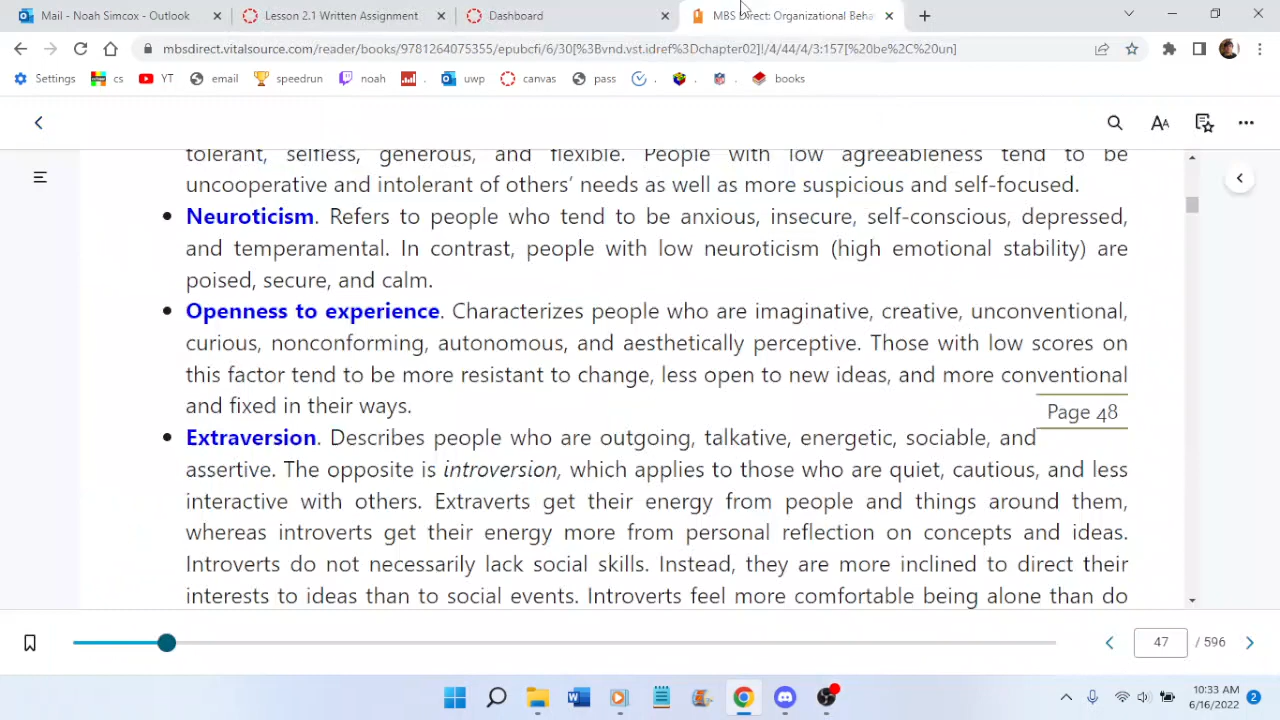 Mail - Noah Simcox - Outlook
Lesson 2.1 Written Assignment
Dashboard
MBS Direct: Organizational Beha
mbsdirect.vitalsource.com/reader/books/9781264075355/epubcfi/6/30[%3Bvnd.vst.idref%3Dchapter02]!/4/44/4/3:157[%20be%2C%20un]
Settings cs YT email speedrun noah . uwp canvas pass . . . books
tolerant, selfless, generous, and flexible. People with low agreeableness tend to be
uncooperative and intolerant of others’ needs as well as more suspicious and self-focused.
• Neuroticism. Refers to people who tend to be anxious, insecure, self-conscious, depressed,
and temperamental. In contrast, people with low neuroticism (high emotional stability) are
poised, secure, and calm.
• Openness to experience. Characterizes people who are imaginative, creative, unconventional,
curious, nonconforming, autonomous, and aesthetically perceptive. Those with low scores on
this factor tend to be more resistant to change, less open to new ideas, and more conventional
and fixed in their ways.
Page 48
• Extraversion. Describes people who are outgoing, talkative, energetic, sociable, and
assertive. The opposite is introversion, which applies to those who are quiet, cautious, and less
interactive with others. Extraverts get their energy from people and things around them,
whereas introverts get their energy more from personal reflection on concepts and ideas.
Introverts do not necessarily lack social skills. Instead, they are more inclined to direct their
interests to ideas than to social events. Introverts feel more comfortable being alone than do
47 / 596
10:33 AM
6/16/2022
2